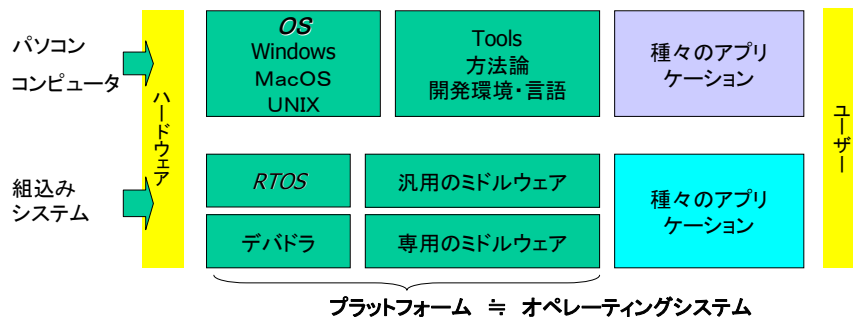 パソコン
コンピュータ
ハードウェア
OS
Windows
MacOS
UNIX
Tools
方法論
開発環境・言語
種々のアプリ
ケーション
ユーザー
組込み
システム
RTOS
汎用のミドルウェア
デバドラ
専用のミドルウェア
種々のアプリ
ケーション
プラットフォーム ≒ オペレーティングシステム